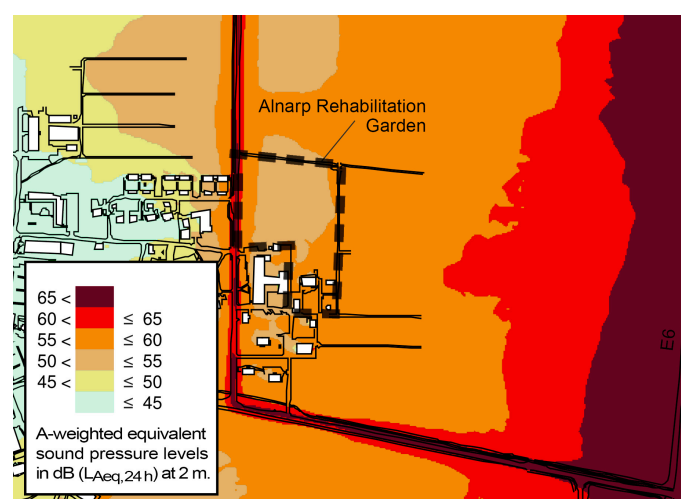 Alnarp Rehabilitation
Garden
65 <
60 < ≤ 65
55 < ≤ 60
50 < ≤ 55
45 < ≤ 50
≤ 45
A-weighted equivalent
sound pressure levels
in dB (LAeq,24 h) at 2 m.
E6